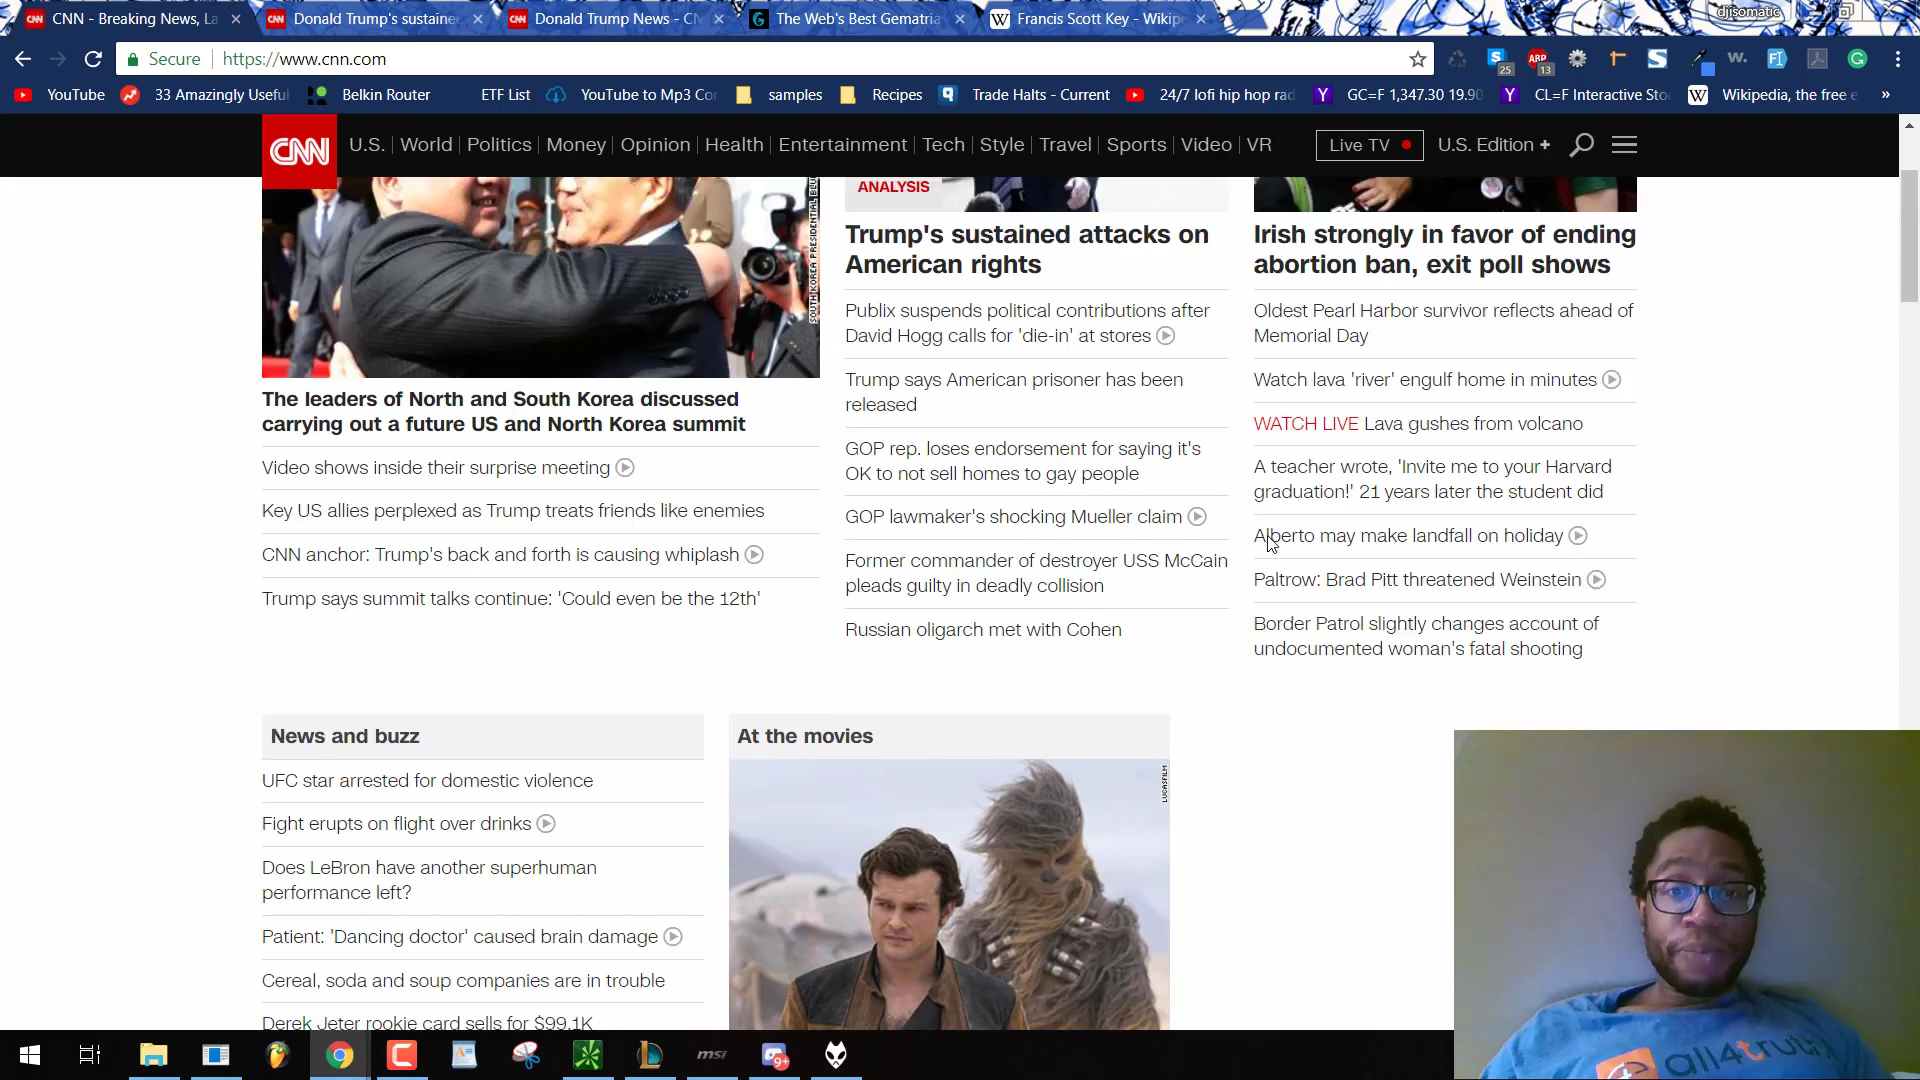 CNN - Breaking News, La
Donald Trump's sustaine
Donald Trump News - CN
The Web's Best Gematria
Francis Scott Key - Wikip
djisomatic
Secure
https://www.cnn.com
25
ABP
13
YouTube
33 Amazingly Useful
Belkin Router
ETF List
YouTube to Mp3 Co
samples
Recipes
Trade Halts - Current
24/7 lofi hip hop rad
GC=F 1,347.30 19.90
CL=F Interactive Sto
Wikipedia, the free e
CNN
U.S.
World
Politics
Money
Opinion
Health
Entertainment
Tech
Style
Travel
Sports
Video
VR
Live TV
U.S. Edition +
SOUTH KOREA PRESIDENTIAL BLU
The leaders of North and South Korea discussed
carrying out a future US and North Korea summit
Video shows inside their surprise meeting
Key US allies perplexed as Trump treats friends like enemies
CNN anchor: Trump's back and forth is causing whiplash
Trump says summit talks continue: 'Could even be the 12th'
ANALYSIS
Trump's sustained attacks on
American rights
Publix suspends political contributions after
David Hogg calls for 'die-in' at stores
Trump says American prisoner has been
released
GOP rep. loses endorsement for saying it's
OK to not sell homes to gay people
GOP lawmaker's shocking Mueller claim
Former commander of destroyer USS McCain
pleads guilty in deadly collision
Russian oligarch met with Cohen
Irish strongly in favor of ending
abortion ban, exit poll shows
Oldest Pearl Harbor survivor reflects ahead of
Memorial Day
Watch lava 'river' engulf home in minutes
WATCH LIVE Lava gushes from volcano
A teacher wrote, 'Invite me to your Harvard
graduation!' 21 years later the student did
Alberto may make landfall on holiday
Paltrow: Brad Pitt threatened Weinstein
Border Patrol slightly changes account of
undocumented woman's fatal shooting
News and buzz
UFC star arrested for domestic violence
Fight erupts on flight over drinks
Does LeBron have another superhuman
performance left?
Patient: 'Dancing doctor' caused brain damage
Cereal, soda and soup companies are in trouble
Derek Jeter rookie card sells for $99.1K
At the movies
LUCASFILM
all4truth
msi
9+